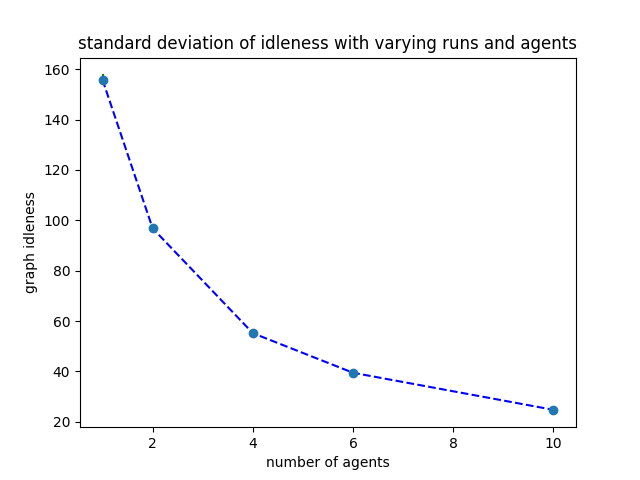 standard deviation of idleness with varying runs and agents
160
140
120
100
80
60
40
20
graph idleness
2 4 6 8 10
number of agents